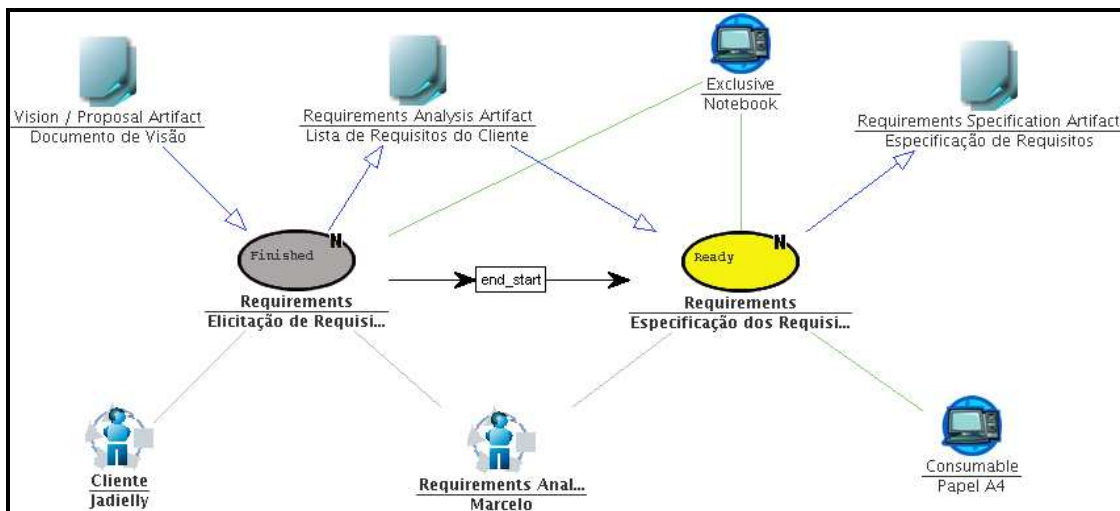 Exclusive
Notebook
Vision / Proposal Artifact
Documento de Visão
Requirements Analysis Artifact
Lista de Requisitos do Cliente
Requirements Specification Artifact
Especificação de Requisitos
N
Finished
N
Ready
end_start
Requirements
Elicitação de Requisi...
Requirements
Especificação dos Requisi...
Cliente
Jadielly
Requirements Anal...
Marcelo
Consumable
Papel A4